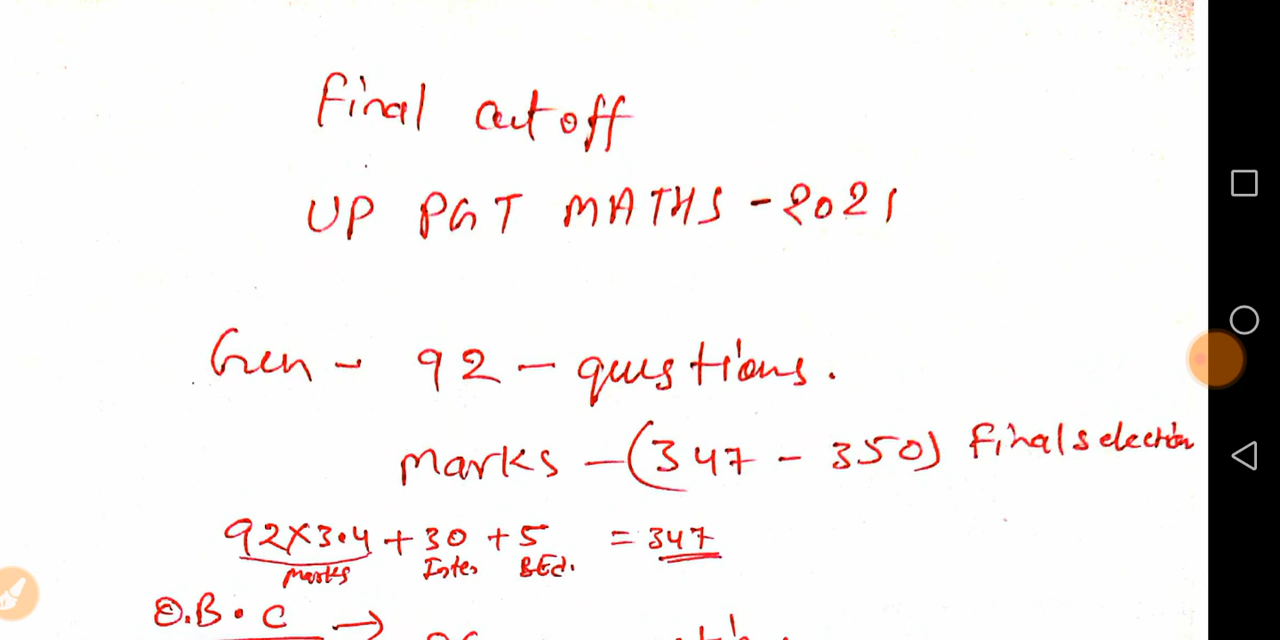 Final cutoff
UP PGT MATHS - 2021
Gen - 92 - questions.
Marks - (347 - 350) Final selection
92×3.4 + 30 + 5 = 347
marks Inter B.Ed.
O.B.C →